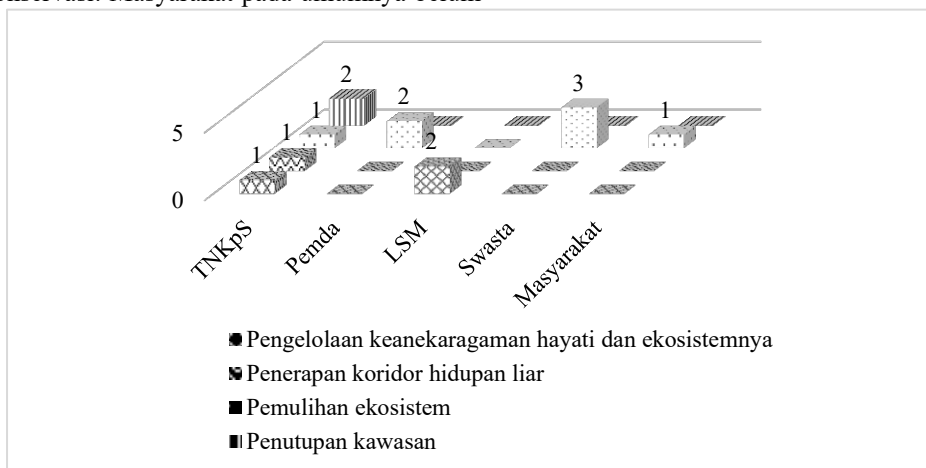 2
3
2
1
1
1
1
2
5
0
TNKpS
Pemda
LSM
Swasta
Masyarakat
Pengelolaan keanekaragaman hayati dan ekosistemnya
Penerapan koridor hidupan liar
Pemulihan ekosistem
Penutupan kawasan